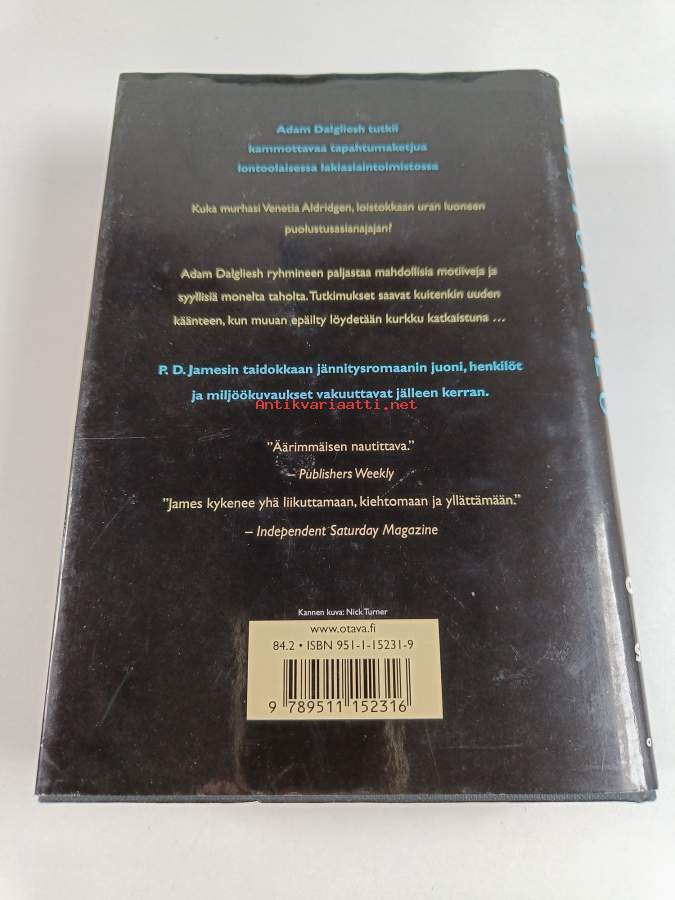 Adam Dalgliesh tutkii
kammottavaa tapahtumaketjua
lontoolaisessa lakiasiaintoimistossa
Kuka murhasi Venetia Aldridgen, loistokkaan uran luoneen
puolustusasianajajan?
Adam Dalgliesh ryhmineen paljastaa mahdollisia motiiveja ja
syyllisiä monelta taholta. Tutkimukset saavat kuitenkin uuden
käänteen, kun muuan epäilty löydetään kurkku katkaistuna ...
P. D. Jamesin taidokkaan jännitysromaanin juoni, henkilöt
ja miljöökuvaukset vakuuttavat jälleen kerran.
Antikvariaatti.net
"Äärimmäisen nautittava."
– Publishers Weekly
"James kykenee yhä liikuttamaan, kiehtomaan ja yllättämään."
– Independent Saturday Magazine
Kannen kuva: Nick Turner
www.otava.fi
84.2 • ISBN 951-1-15231-9
9 789511 152316